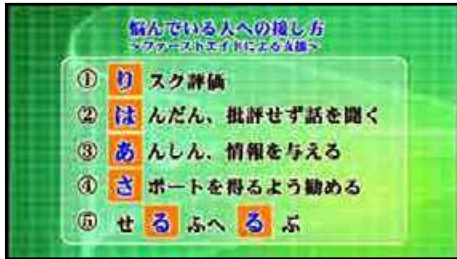 悩んでいる人への接し方
~ファーストエイドによる支援~
① りスク評価
② はんだん、批評せず話を聞く
③ あんしん、情報を与える
④ さポートを得るよう勧める
⑤ せるふへるぷ